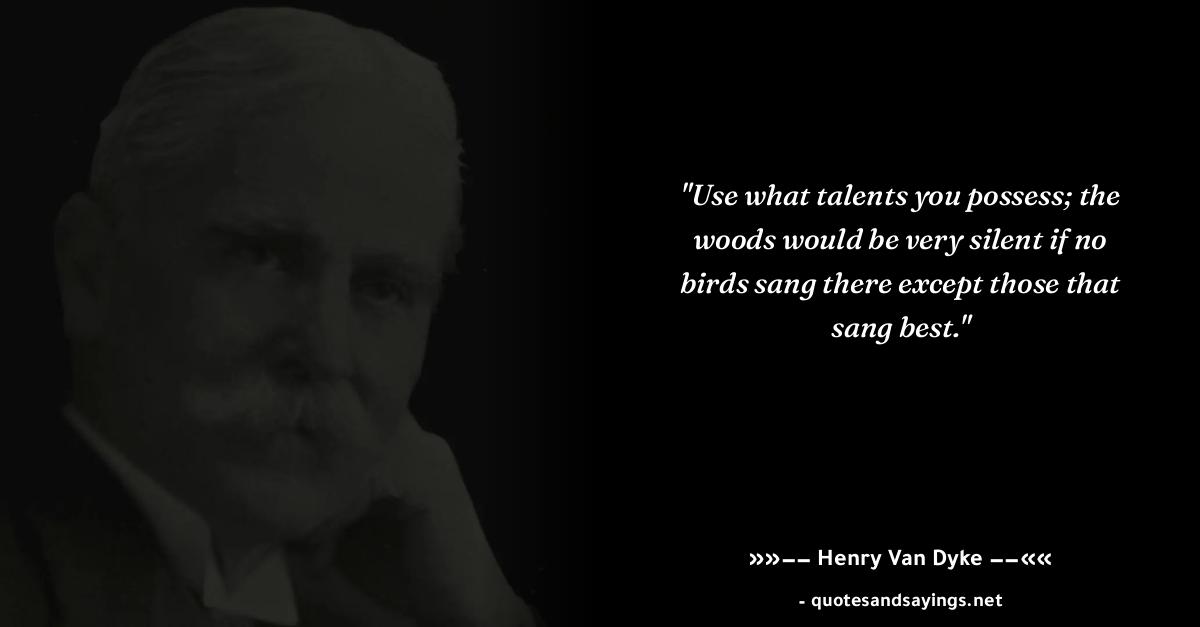 "Use what talents you possess; the
woods would be very silent if no
birds sang there except those that
sang best."
»»–– Henry Van Dyke ––««
- quotesandsayings.net